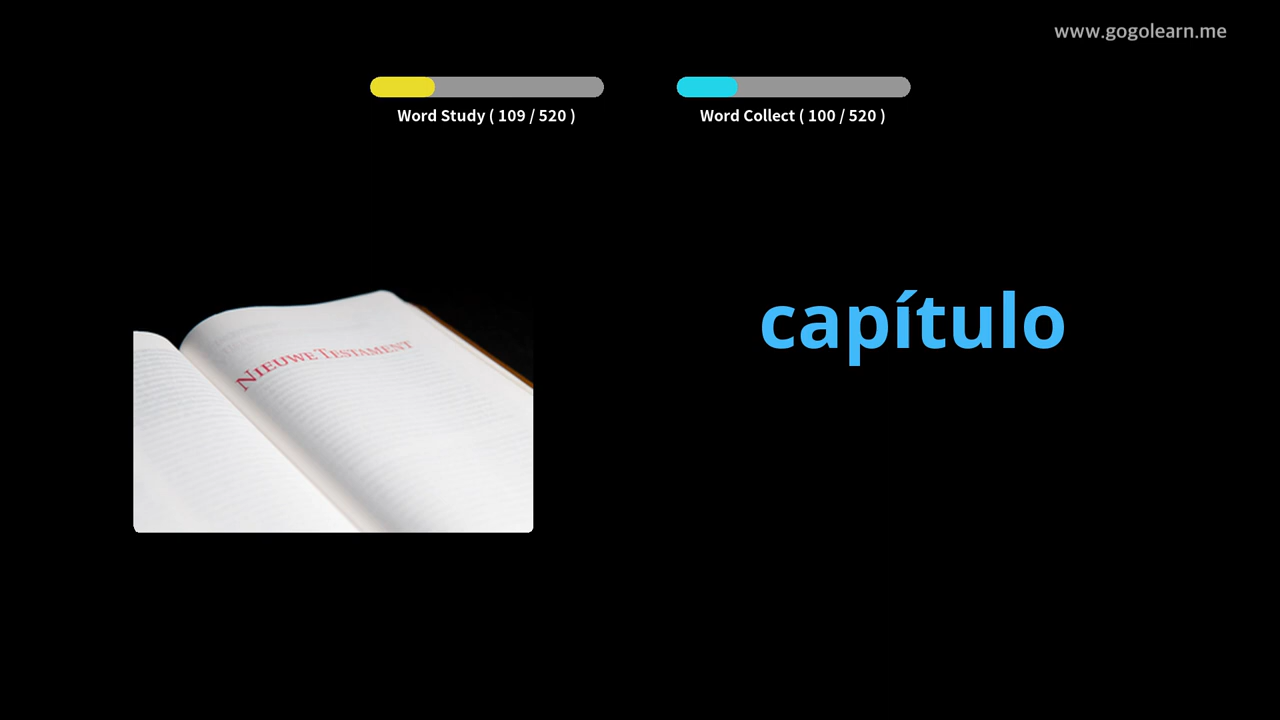 www.gogolearn.me
Word Study ( 109 / 520 )
Word Collect ( 100 / 520 )
NIEUWE TESTAMENT
capítulo